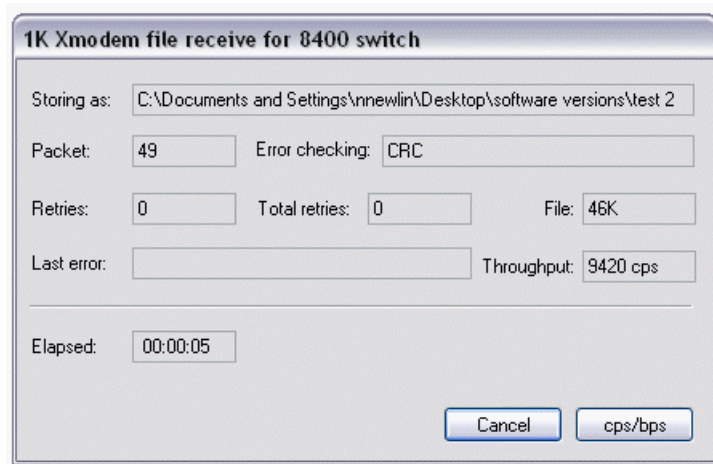 1K Xmodem file receive for 8400 switch
Storing as: C:\Documents and Settings\nnewlin\Desktop\software versions\test 2
Packet: 49 Error checking: CRC
Retries: 0 Total retries: 0 File: 46K
Last error: Throughput: 9420 cps
Elapsed: 00:00:05
Cancel cps/bps